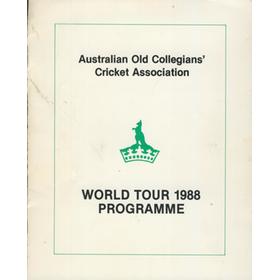 Australian Old Collegians'
Cricket Association
WORLD TOUR 1988
PROGRAMME